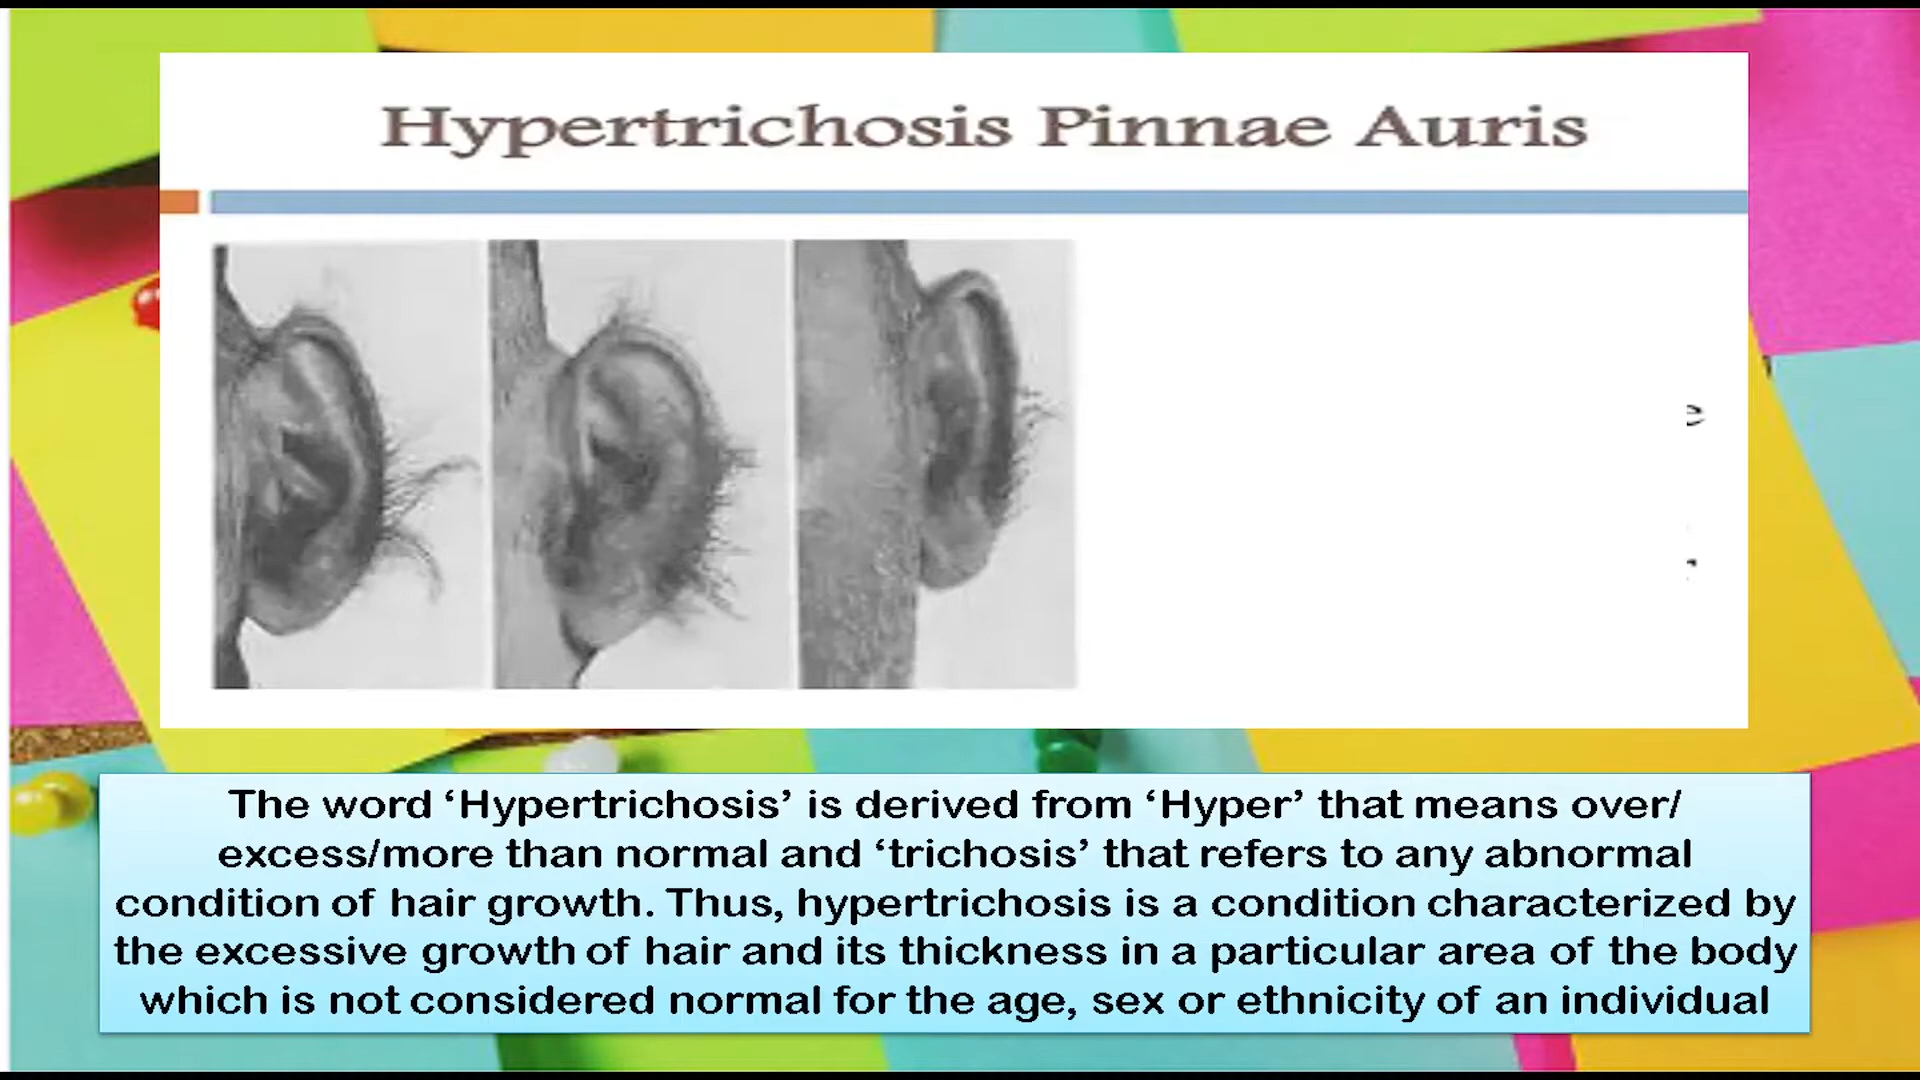 Hypertrichosis Pinnae Auris
The word ‘Hypertrichosis’ is derived from ‘Hyper’ that means over/
excess/more than normal and ‘trichosis’ that refers to any abnormal
condition of hair growth. Thus, hypertrichosis is a condition characterized by
the excessive growth of hair and its thickness in a particular area of the body
which is not considered normal for the age, sex or ethnicity of an individual